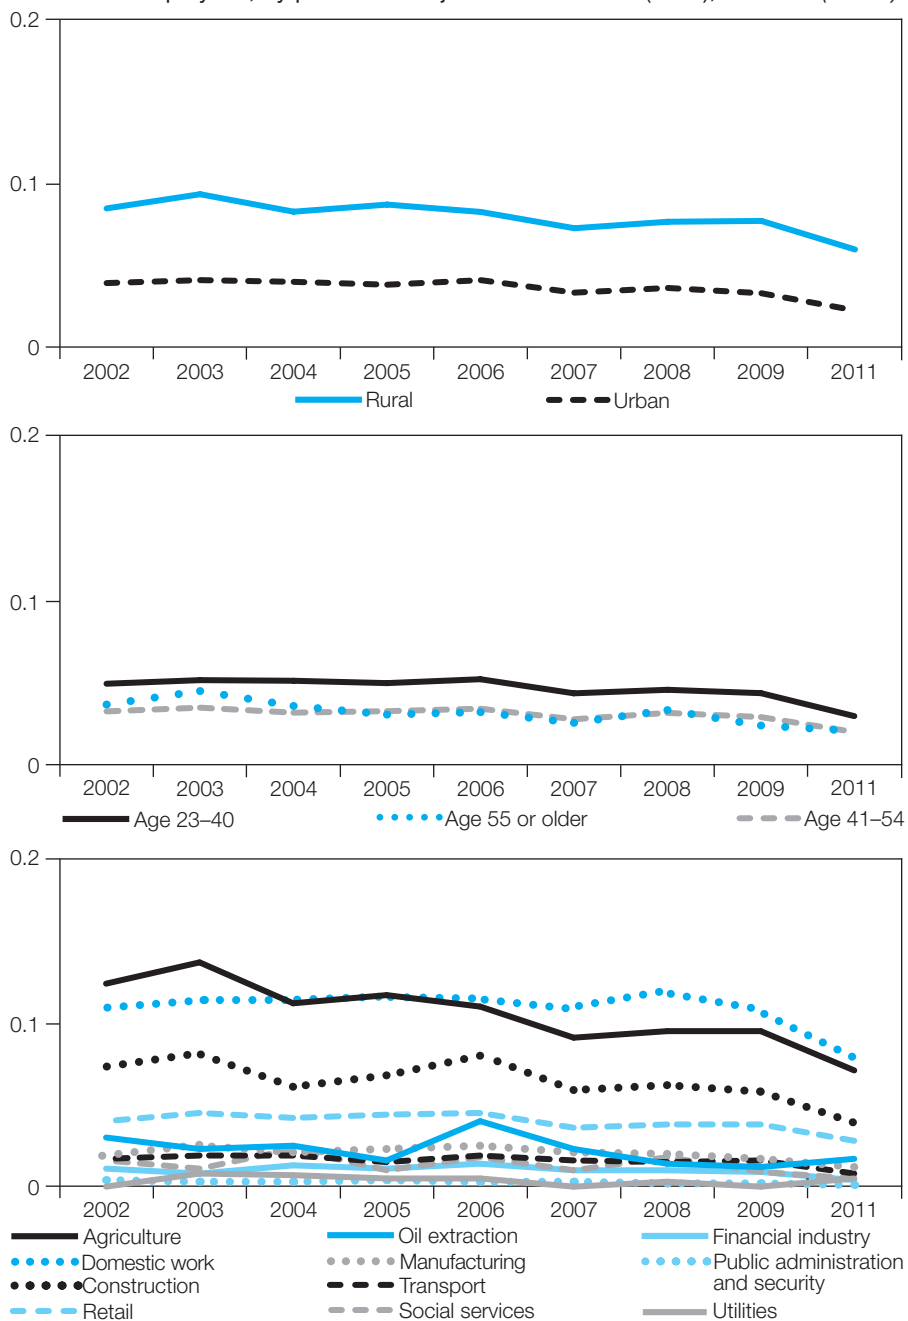 0.2
0.1
0
2002 2003 2004 2005 2006 2007 2008 2009 2011
Rural Urban
0.2
0.1
0
2002 2003 2004 2005 2006 2007 2008 2009 2011
Age 23–40 Age 55 or older Age 41–54
0.2
0.1
0
2002 2003 2004 2005 2006 2007 2008 2009 2011
Agriculture Oil extraction Financial industry
Domestic work Manufacturing Public administration
and security
Construction Transport
Retail Social services Utilities